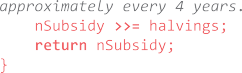 approximately every 4 years.
nSubsidy >>= halvings;
return nSubsidy;
}